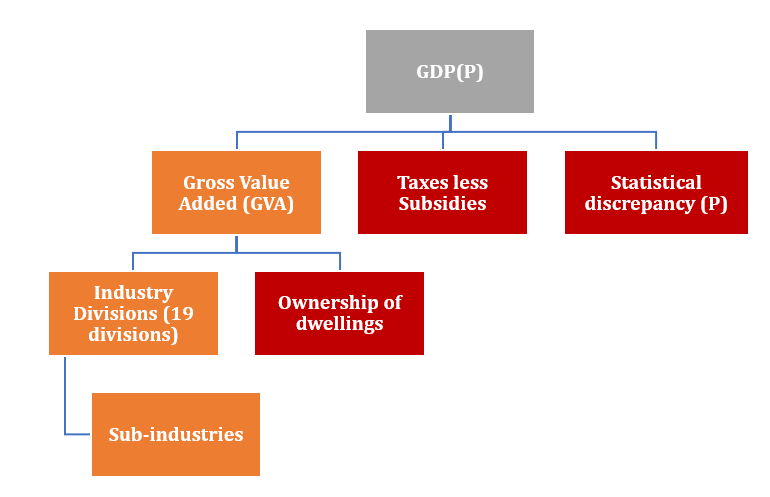 GDP(P)
Gross Value
Added (GVA)
Taxes less
Subsidies
Statistical
discrepancy (P)
Industry
Divisions (19
divisions)
Ownership of
dwellings
Sub-industries